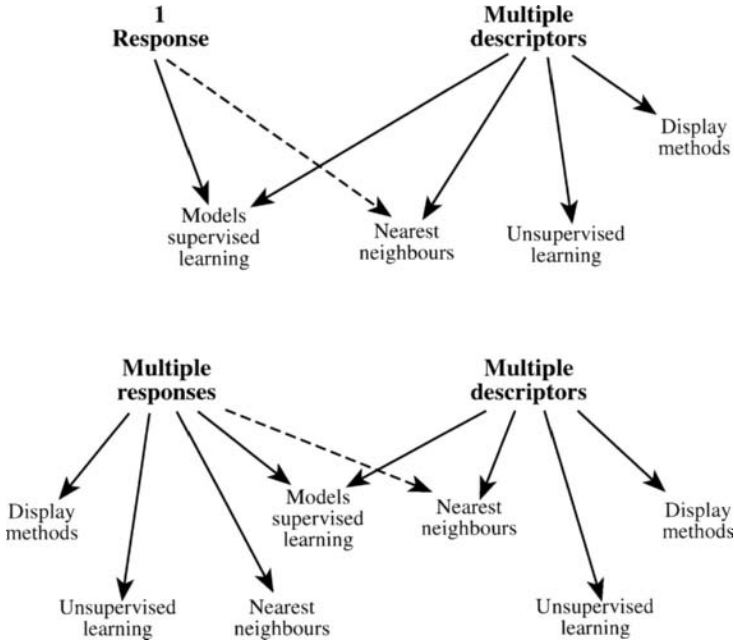 1
Response
Multiple
descriptors
Display
methods
Models
supervised
learning
Nearest
neighbours
Unsupervised
learning
Multiple
responses
Multiple
descriptors
Display
methods
Models
supervised
learning
Nearest
neighbours
Display
methods
Unsupervised
learning
Nearest
neighbours
Unsupervised
learning